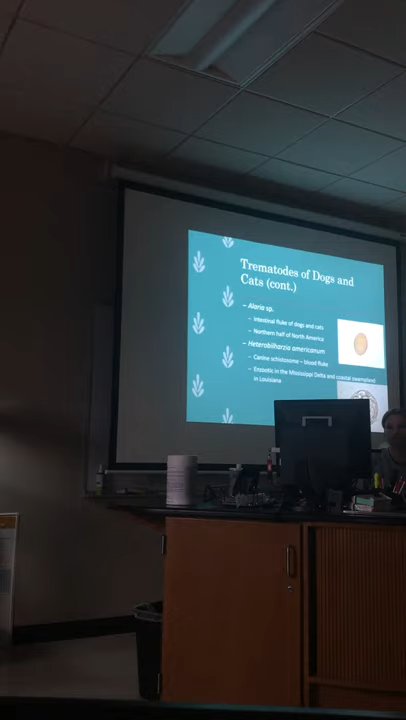 Trematodes of Dogs and
Cats (cont.)
– Alaria sp.
– Intestinal fluke of dogs and cats
– Northern half of North America
– Heterobilharzia americanum
– Canine schistosome – blood fluke
– Enzootic in the Mississippi Delta and coastal swampland
in Louisiana